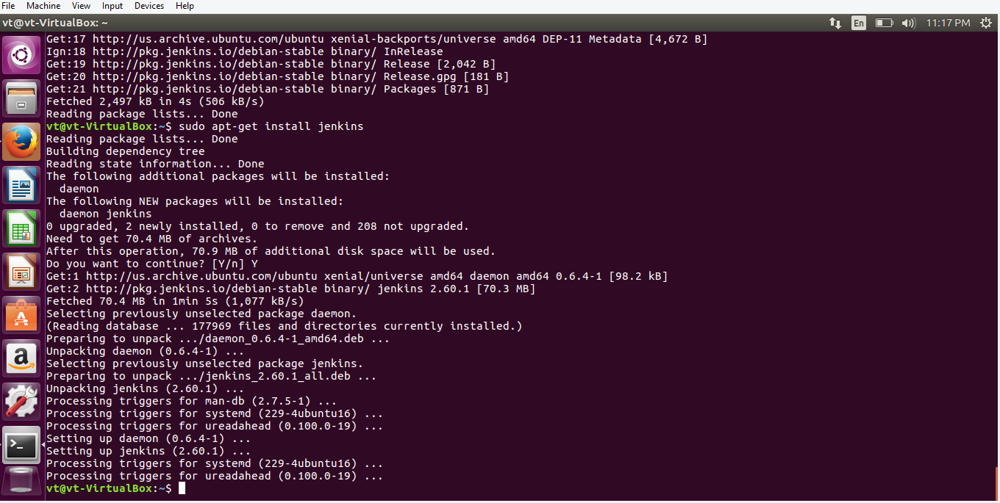 File Machine View Input Devices Help
vt@vt-VirtualBox: ~ En 11:17 PM
Get:17 http://us.archive.ubuntu.com/ubuntu xenial-backports/universe amd64 DEP-11 Metadata [4,672 B]
Ign:18 http://pkg.jenkins.io/debian-stable binary/ InRelease
Get:19 http://pkg.jenkins.io/debian-stable binary/ Release [2,042 B]
Get:20 http://pkg.jenkins.io/debian-stable binary/ Release.gpg [181 B]
Get:21 http://pkg.jenkins.io/debian-stable binary/ Packages [871 B]
Fetched 2,497 kB in 4s (506 kB/s)
Reading package lists... Done
vt@vt-VirtualBox:~$ sudo apt-get install jenkins
Reading package lists... Done
Building dependency tree
Reading state information... Done
The following additional packages will be installed:
  daemon
The following NEW packages will be installed:
  daemon jenkins
0 upgraded, 2 newly installed, 0 to remove and 208 not upgraded.
Need to get 70.4 MB of archives.
After this operation, 70.9 MB of additional disk space will be used.
Do you want to continue? [Y/n] Y
Get:1 http://us.archive.ubuntu.com/ubuntu xenial/universe amd64 daemon amd64 0.6.4-1 [98.2 kB]
Get:2 http://pkg.jenkins.io/debian-stable binary/ jenkins 2.60.1 [70.3 MB]
Fetched 70.4 MB in 1min 5s (1,077 kB/s)
Selecting previously unselected package daemon.
(Reading database ... 177969 files and directories currently installed.)
Preparing to unpack .../daemon_0.6.4-1_amd64.deb ...
Unpacking daemon (0.6.4-1) ...
Selecting previously unselected package jenkins.
Preparing to unpack .../jenkins_2.60.1_all.deb ...
Unpacking jenkins (2.60.1) ...
Processing triggers for man-db (2.7.5-1) ...
Processing triggers for systemd (229-4ubuntu16) ...
Processing triggers for ureadahead (0.100.0-19) ...
Setting up daemon (0.6.4-1) ...
Setting up jenkins (2.60.1) ...
Processing triggers for systemd (229-4ubuntu16) ...
Processing triggers for ureadahead (0.100.0-19) ...
vt@vt-VirtualBox:~$